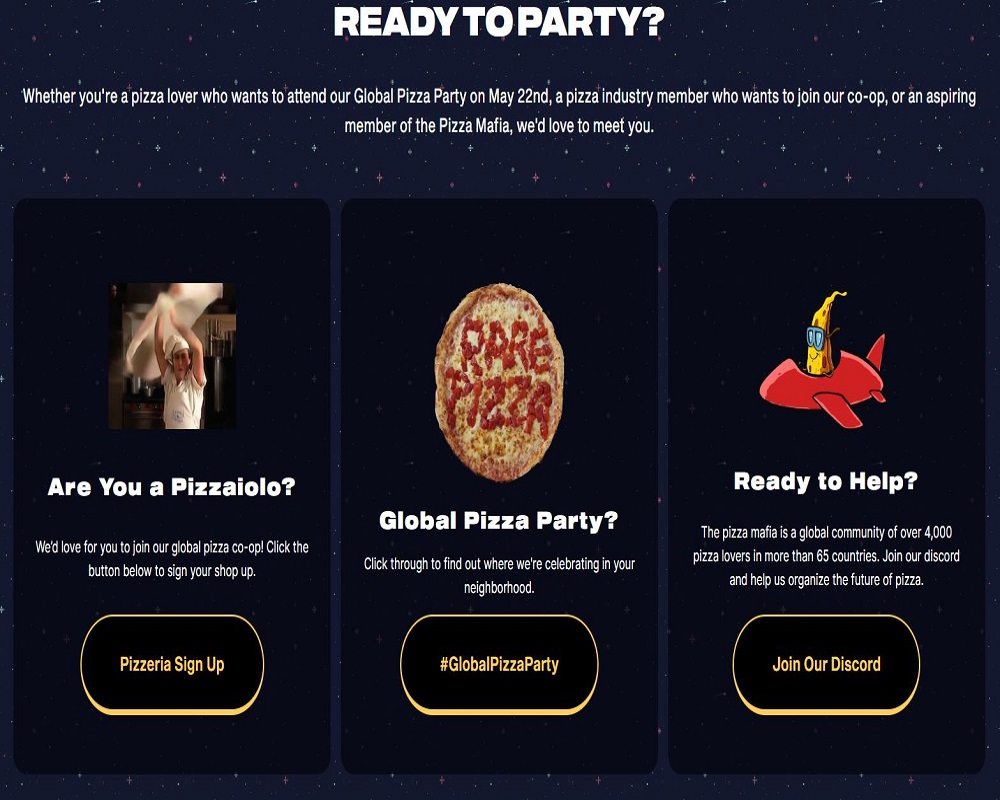 READY TO PARTY?
Whether you're a pizza lover who wants to attend our Global Pizza Party on May 22nd, a pizza industry member who wants to join our co-op, or an aspiring
member of the Pizza Mafia, we'd love to meet you.
Are You a Pizzaiolo?
We'd love for you to join our global pizza co-op! Click the
button below to sign your shop up.
Pizzeria Sign Up
RARE
PIZZA
Global Pizza Party?
Click through to find out where we're celebrating in your
neighborhood.
#GlobalPizzaParty
Ready to Help?
The pizza mafia is a global community of over 4,000
pizza lovers in more than 65 countries. Join our discord
and help us organize the future of pizza.
Join Our Discord